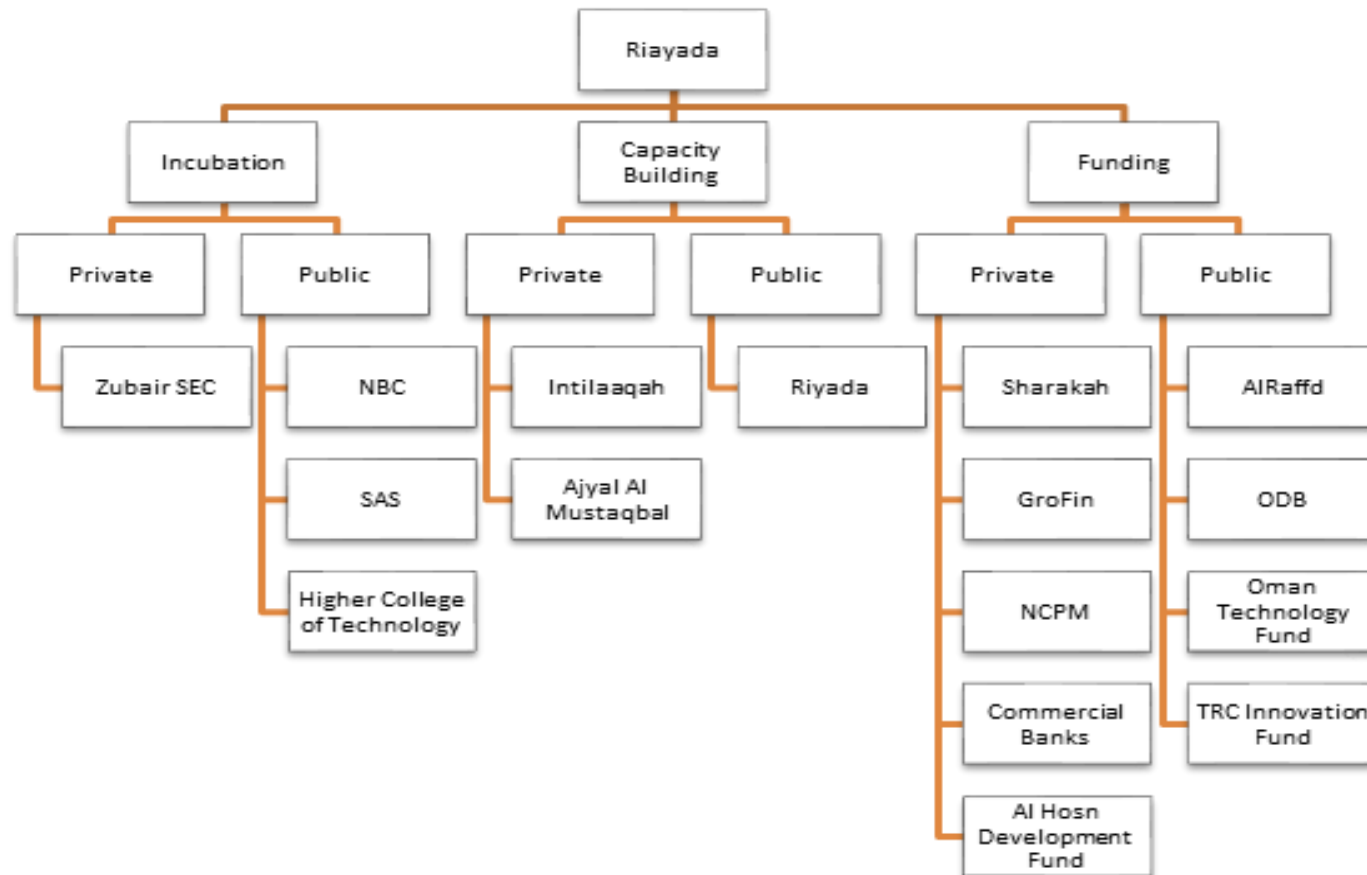 Riayada
Incubation
Capacity
Building
Funding
Private
Public
Private
Public
Private
Public
Zubair SEC
NBC
Intilaaqah
Riyada
Sharakah
AlRaffd
SAS
Ajyal Al
Mustaqbal
GroFin
ODB
Higher College
of Technology
NCPM
Oman
Technology
Fund
Commercial
Banks
TRC Innovation
Fund
Al Hosn
Development
Fund